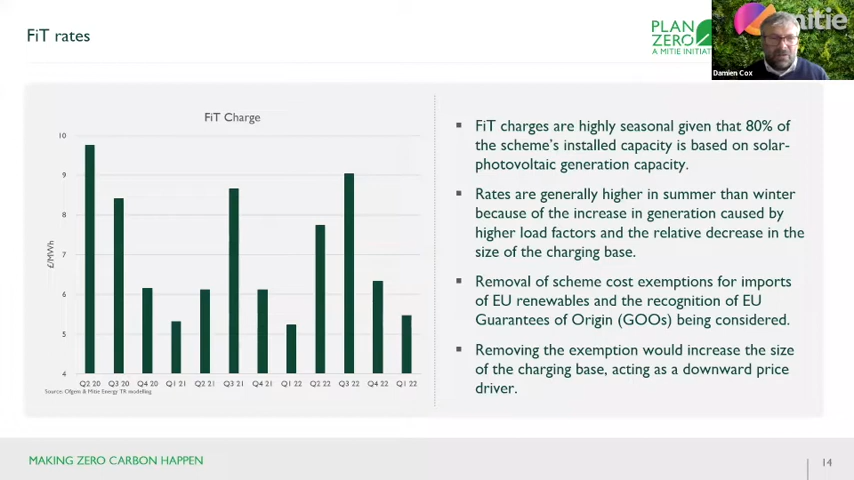 FiT rates
PLAN
ZERO
A MITIE INITIATI
mitie
Damien Cox
FiT Charge
10
9
8
7
6
5
4
£/MWh
Q2 20 Q3 20 Q4 20 Q1 21 Q2 21 Q3 21 Q4 21 Q1 22 Q2 22 Q3 22 Q4 22 Q1 22
Source: Ofgem & Mitie Energy TR modelling
▪ FiT charges are highly seasonal given that 80% of
the scheme's installed capacity is based on solar-
photovoltaic generation capacity.
▪ Rates are generally higher in summer than winter
because of the increase in generation caused by
higher load factors and the relative decrease in the
size of the charging base.
▪ Removal of scheme cost exemptions for imports
of EU renewables and the recognition of EU
Guarantees of Origin (GOOs) being considered.
▪ Removing the exemption would increase the size
of the charging base, acting as a downward price
driver.
MAKING ZERO CARBON HAPPEN
14